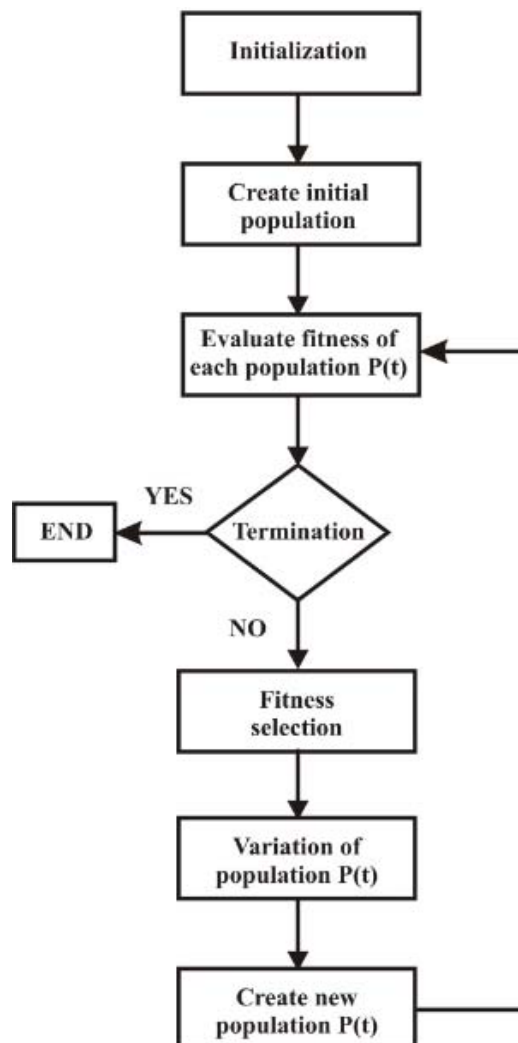 Initialization
Create initial
population
Evaluate fitness of
each population P(t)
YES
END
Termination
NO
Fitness
selection
Variation of
population P(t)
Create new
population P(t)